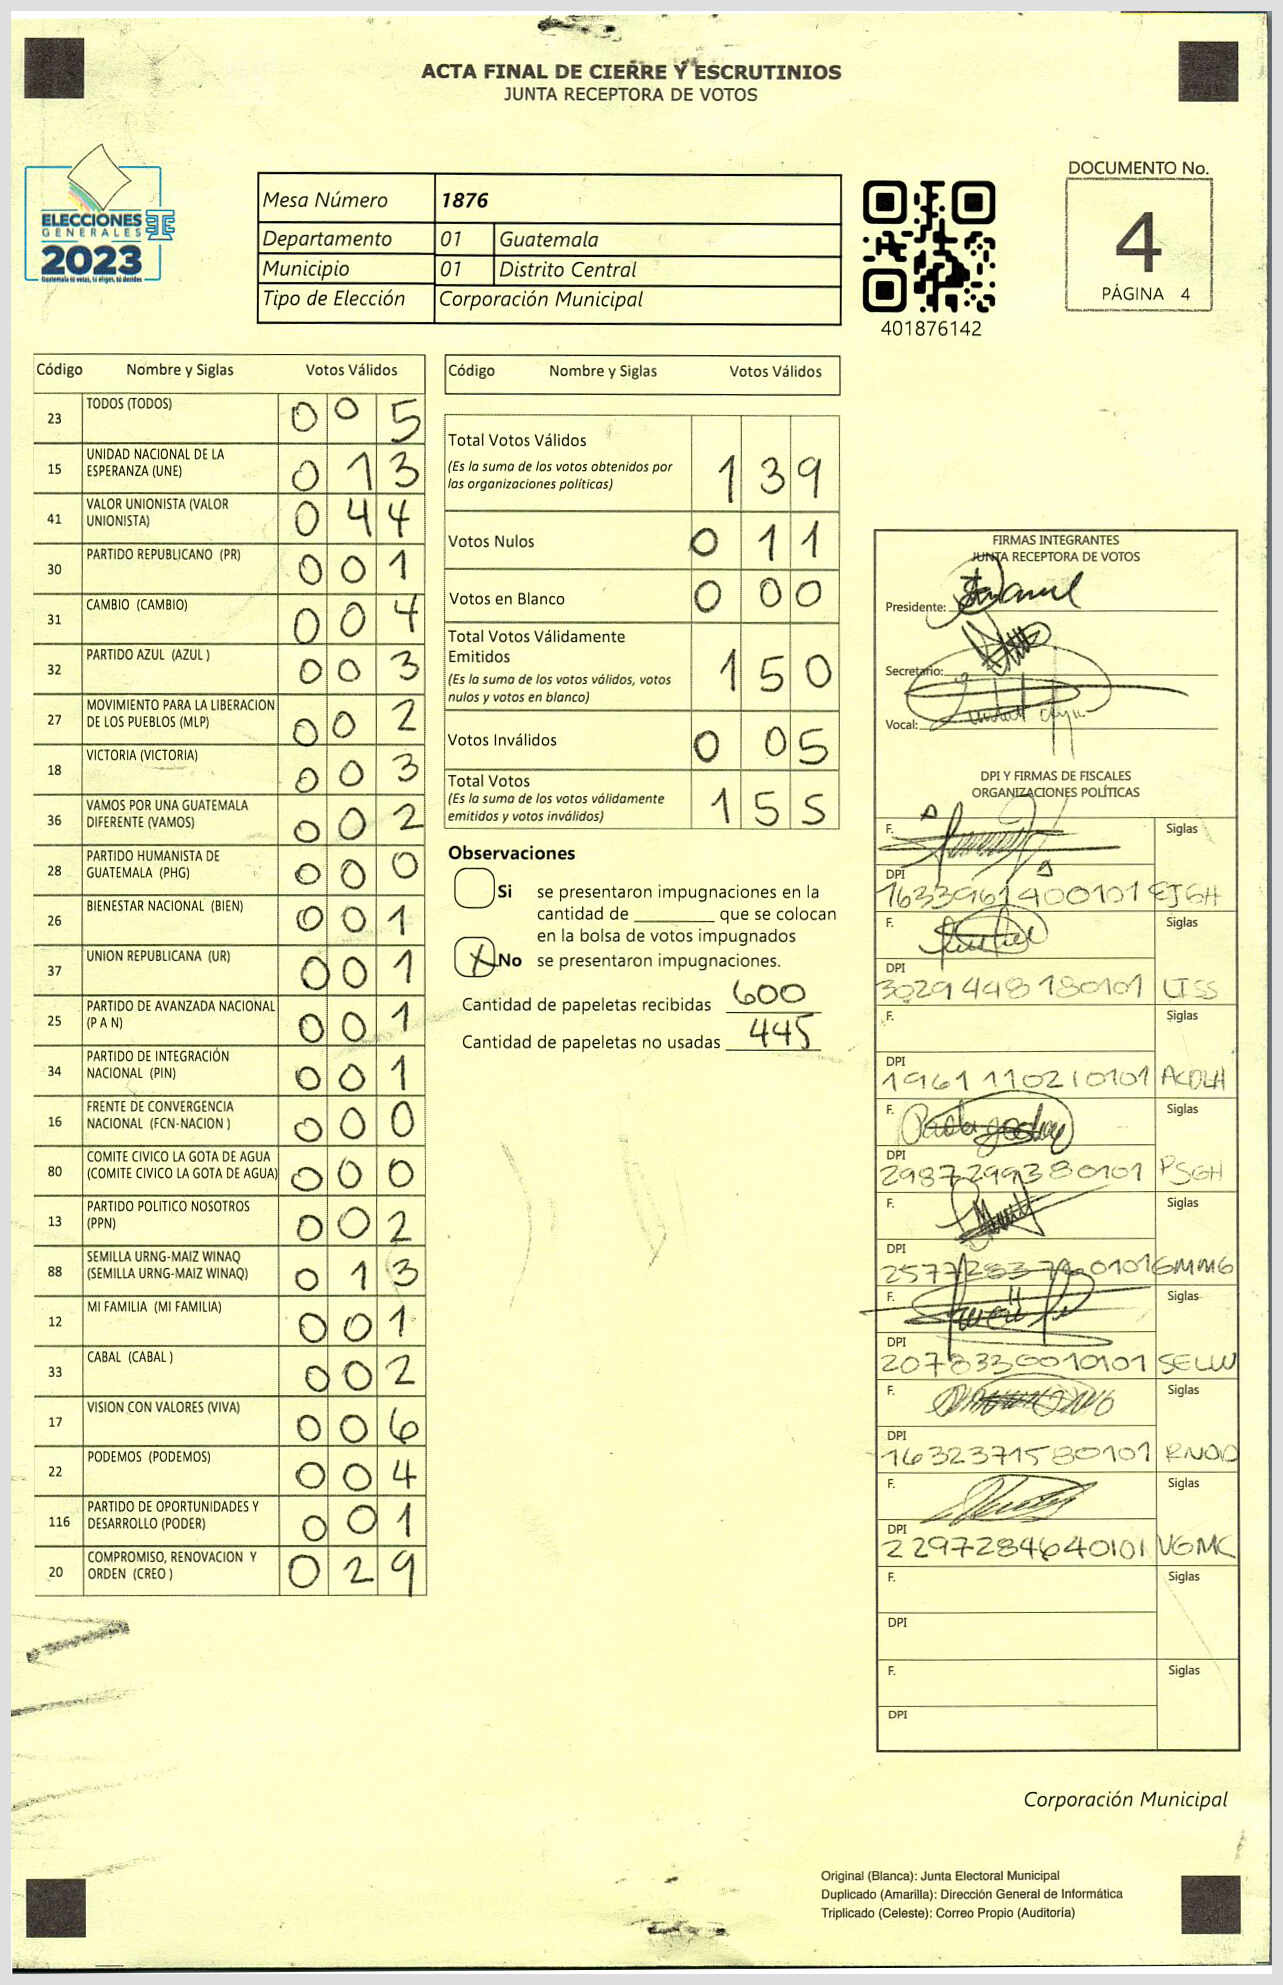 ACTA FINAL DE CIERRE Y ESCRUTINIOS
JUNTA RECEPTORA DE VOTOS
ELECCIONES
GENERALES
2023
Guatemala tú votas, tú eliges, tú decides
Mesa Número 1876
Departamento 01 Guatemala
Municipio 01 Distrito Central
Tipo de Elección Corporación Municipal
401876142
DOCUMENTO No.
4
PÁGINA 4
Código Nombre y Siglas Votos Válidos
23 TODOS (TODOS) 0 0 5
15 UNIDAD NACIONAL DE LA ESPERANZA (UNE) 0 1 3
41 VALOR UNIONISTA (VALOR UNIONISTA) 0 4 4
30 PARTIDO REPUBLICANO (PR) 0 0 1
31 CAMBIO (CAMBIO) 0 0 4
32 PARTIDO AZUL (AZUL ) 0 0 3
27 MOVIMIENTO PARA LA LIBERACION DE LOS PUEBLOS (MLP) 0 0 2
18 VICTORIA (VICTORIA) 0 0 3
36 VAMOS POR UNA GUATEMALA DIFERENTE (VAMOS) 0 0 2
28 PARTIDO HUMANISTA DE GUATEMALA (PHG) 0 0 0
26 BIENESTAR NACIONAL (BIEN) 0 0 1
37 UNION REPUBLICANA (UR) 0 0 1
25 PARTIDO DE AVANZADA NACIONAL (P A N) 0 0 1
34 PARTIDO DE INTEGRACIÓN NACIONAL (PIN) 0 0 1
16 FRENTE DE CONVERGENCIA NACIONAL (FCN-NACION ) 0 0 0
80 COMITE CIVICO LA GOTA DE AGUA (COMITE CIVICO LA GOTA DE AGUA) 0 0 0
13 PARTIDO POLITICO NOSOTROS (PPN) 0 0 2
88 SEMILLA URNG-MAIZ WINAQ (SEMILLA URNG-MAIZ WINAQ) 0 1 3
12 MI FAMILIA (MI FAMILIA) 0 0 1
33 CABAL (CABAL ) 0 0 2
17 VISION CON VALORES (VIVA) 0 0 6
22 PODEMOS (PODEMOS) 0 0 4
116 PARTIDO DE OPORTUNIDADES Y DESARROLLO (PODER) 0 0 1
20 COMPROMISO, RENOVACION Y ORDEN (CREO ) 0 2 9
Código Nombre y Siglas Votos Válidos
Total Votos Válidos 1 3 9
(Es la suma de los votos obtenidos por
las organizaciones políticas)
Votos Nulos 0 1 1
Votos en Blanco 0 0 0
Total Votos Válidamente
Emitidos 1 5 0
(Es la suma de los votos válidos, votos
nulos y votos en blanco)
Votos Inválidos 0 0 5
Total Votos 1 5 5
(Es la suma de los votos válidamente
emitidos y votos inválidos)
Observaciones
Si se presentaron impugnaciones en la
cantidad de ________ que se colocan
en la bolsa de votos impugnados
X No se presentaron impugnaciones.
Cantidad de papeletas recibidas 600
Cantidad de papeletas no usadas 445
FIRMAS INTEGRANTES
JUNTA RECEPTORA DE VOTOS
Presidente:
Secretario:
Vocal:
DPI Y FIRMAS DE FISCALES
ORGANIZACIONES POLÍTICAS
F. Siglas
DPI
1633961400101 EJGH
F. Siglas
DPI
3029448180101 LJSS
F. Siglas
DPI
1961110210101 ACDLH
F. Siglas
DPI
2987299380101 PSGH
F. Siglas
DPI
GMMG
F. Siglas
DPI
2078330010101 SELW
F. Siglas
DPI
1632371580101 RNOD
F. Siglas
DPI
2297284640101 VGMC
F. Siglas
DPI
F. Siglas
DPI
Corporación Municipal
Original (Blanca): Junta Electoral Municipal
Duplicado (Amarilla): Dirección General de Informática
Triplicado (Celeste): Correo Propio (Auditoría)